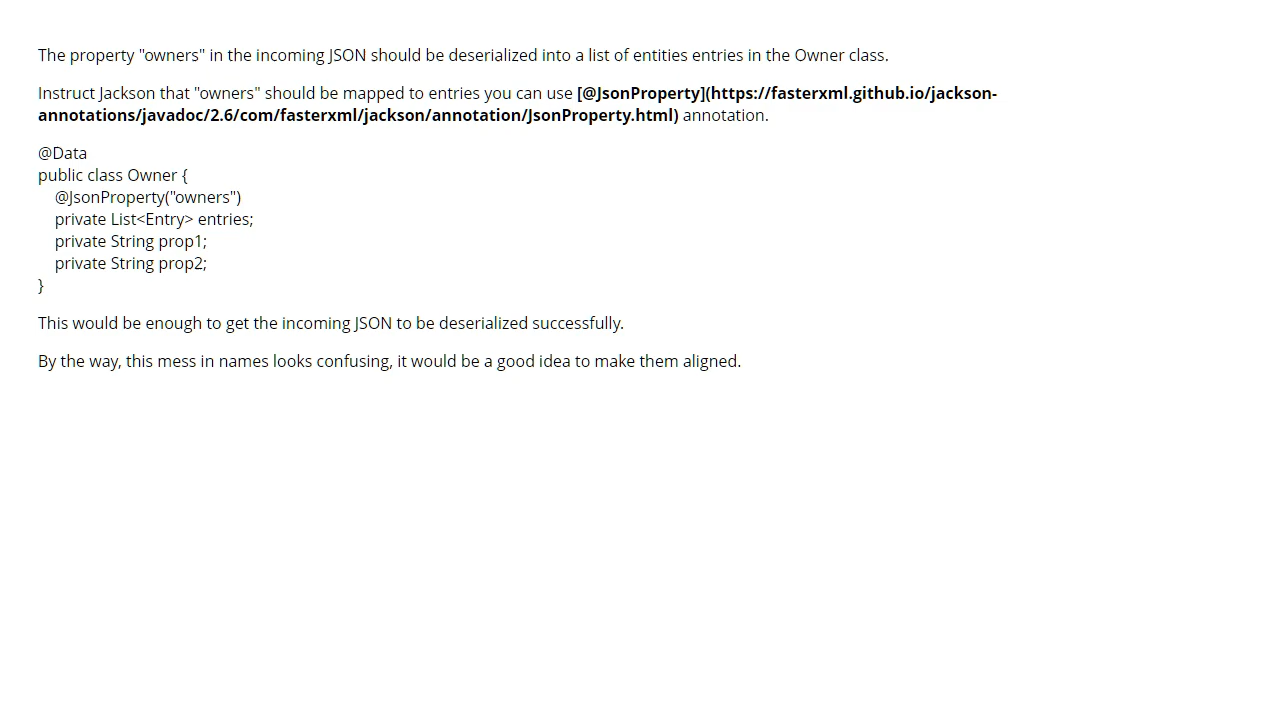 The property "owners" in the incoming JSON should be deserialized into a list of entities entries in the Owner class.
Instruct Jackson that "owners" should be mapped to entries you can use [@JsonProperty](https://fasterxml.github.io/jackson-
annotations/javadoc/2.6/com/fasterxml/jackson/annotation/JsonProperty.html) annotation.
@Data
public class Owner {
    @JsonProperty("owners")
    private List<Entry> entries;
    private String prop1;
    private String prop2;
}
This would be enough to get the incoming JSON to be deserialized successfully.
By the way, this mess in names looks confusing, it would be a good idea to make them aligned.